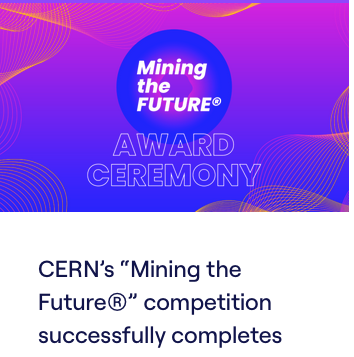 Mining
the
FUTURE®
AWARD
CEREMONY
CERN’s “Mining the
Future®” competition
successfully completes